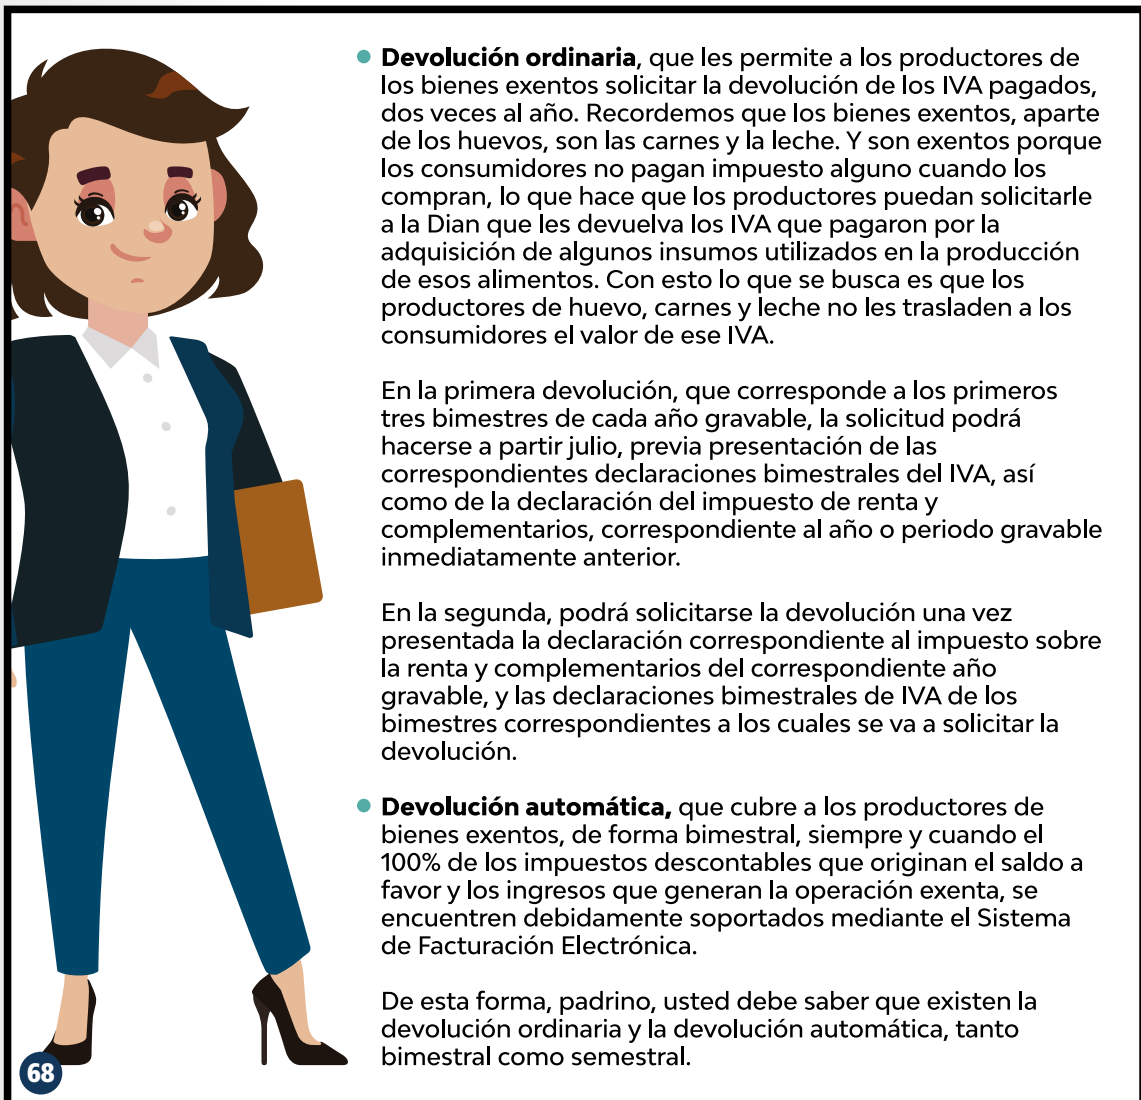 Devolución ordinaria, que les permite a los productores de
los bienes exentos solicitar la devolución de los IVA pagados,
dos veces al año. Recordemos que los bienes exentos, aparte
de los huevos, son las carnes y la leche. Y son exentos porque
los consumidores no pagan impuesto alguno cuando los
compran, lo que hace que los productores puedan solicitarle
a la Dian que les devuelva los IVA que pagaron por la
adquisición de algunos insumos utilizados en la producción
de esos alimentos. Con esto lo que se busca es que los
productores de huevo, carnes y leche no les trasladen a los
consumidores el valor de ese IVA.
En la primera devolución, que corresponde a los primeros
tres bimestres de cada año gravable, la solicitud podrá
hacerse a partir julio, previa presentación de las
correspondientes declaraciones bimestrales del IVA, así
como de la declaración del impuesto de renta y
complementarios, correspondiente al año o periodo gravable
inmediatamente anterior.
En la segunda, podrá solicitarse la devolución una vez
presentada la declaración correspondiente al impuesto sobre
la renta y complementarios del correspondiente año
gravable, y las declaraciones bimestrales de IVA de los
bimestres correspondientes a los cuales se va a solicitar la
devolución.
Devolución automática, que cubre a los productores de
bienes exentos, de forma bimestral, siempre y cuando el
100% de los impuestos descontables que originan el saldo a
favor y los ingresos que generan la operación exenta, se
encuentren debidamente soportados mediante el Sistema
de Facturación Electrónica.
De esta forma, padrino, usted debe saber que existen la
devolución ordinaria y la devolución automática, tanto
bimestral como semestral.
68